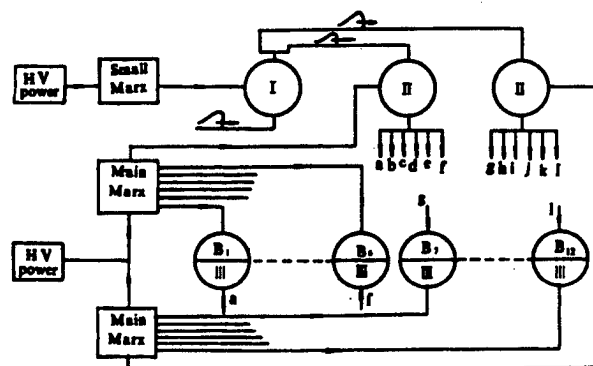 HV power
Small Marx
I
II
II
a b c d e f
g h i j k l
Main Marx
g
l
B1 III
B6 III
B7 III
B12 III
HV power
a
f
Main Marx